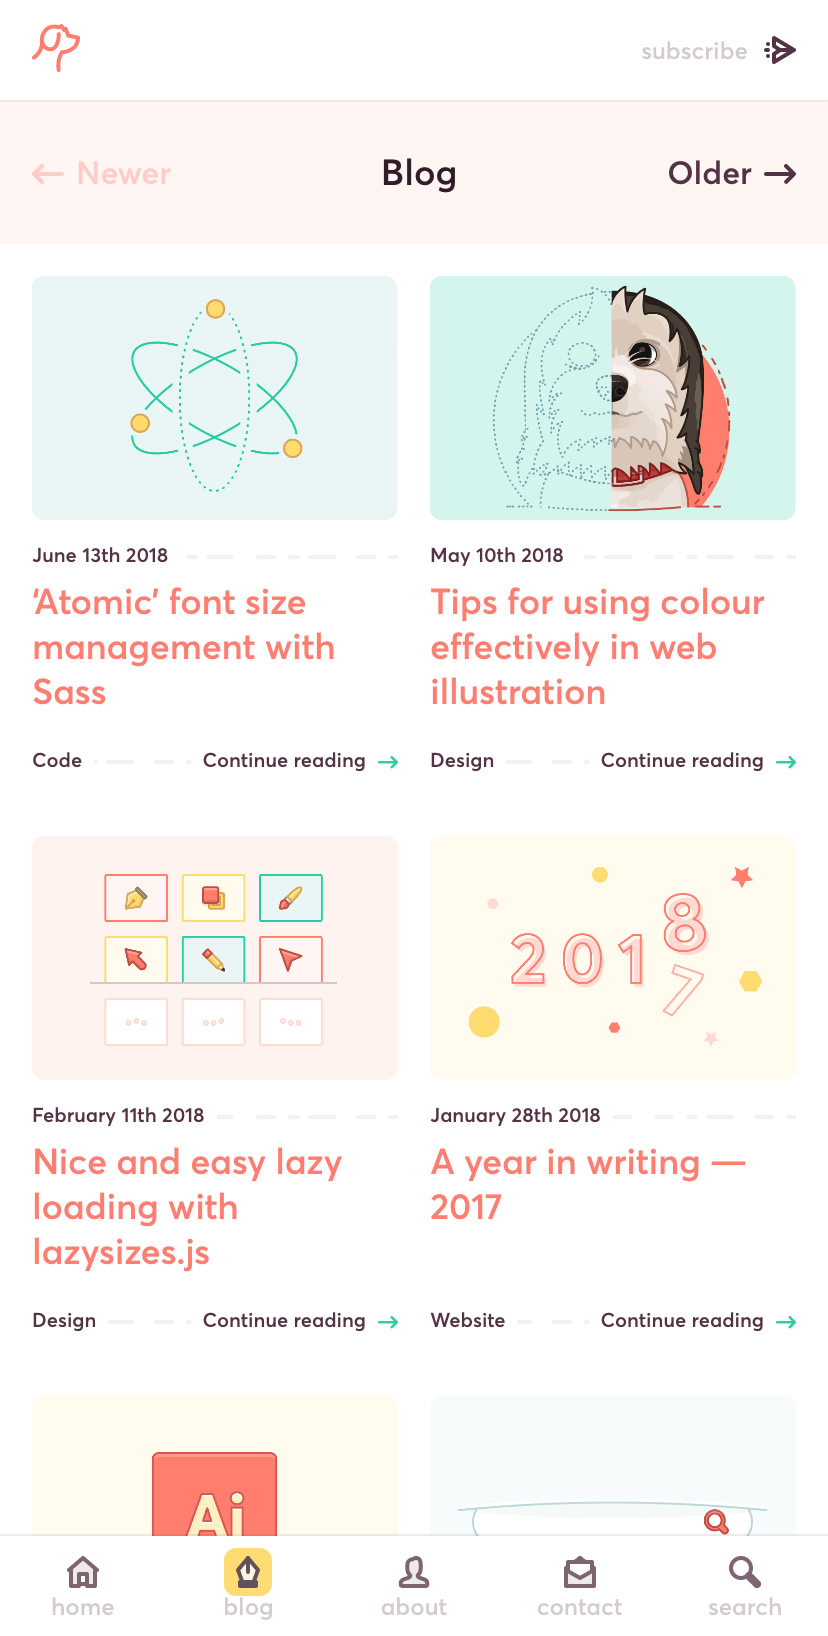 subscribe
← Newer
Blog
Older →
June 13th 2018
‘Atomic’ font size
management with
Sass
Code
Continue reading →
May 10th 2018
Tips for using colour
effectively in web
illustration
Design
Continue reading →
2018
7
February 11th 2018
Nice and easy lazy
loading with
lazysizes.js
Design
Continue reading →
January 28th 2018
A year in writing —
2017
Website
Continue reading →
Ai
home
blog
about
contact
search